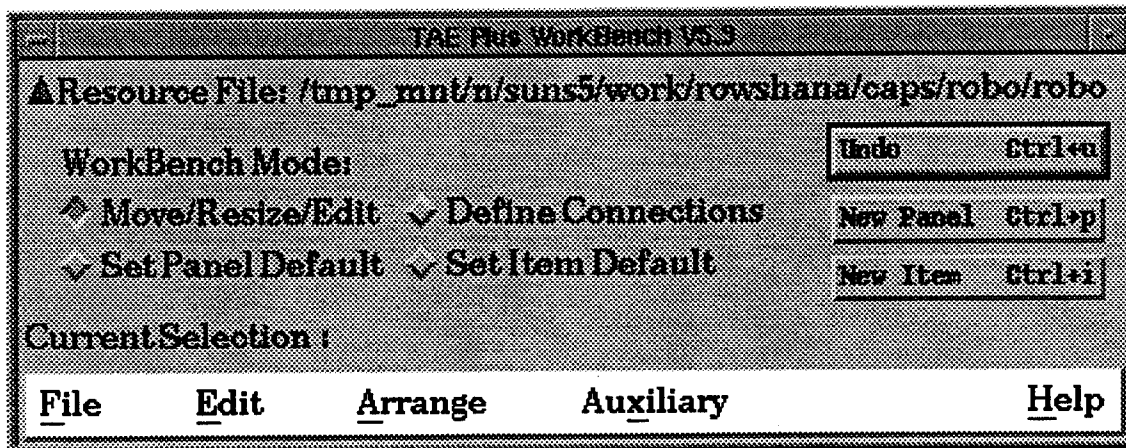 TAE Plus WorkBench V5.3
Resource File: /tmp_mnt/n/suns5/work/rowshana/caps/robo/robo
WorkBench Mode:
Undo Ctrl+u
Move/Resize/Edit Define Connections
New Panel Ctrl+p
Set Panel Default Set Item Default
New Item Ctrl+i
Current Selection :
File Edit Arrange Auxiliary Help